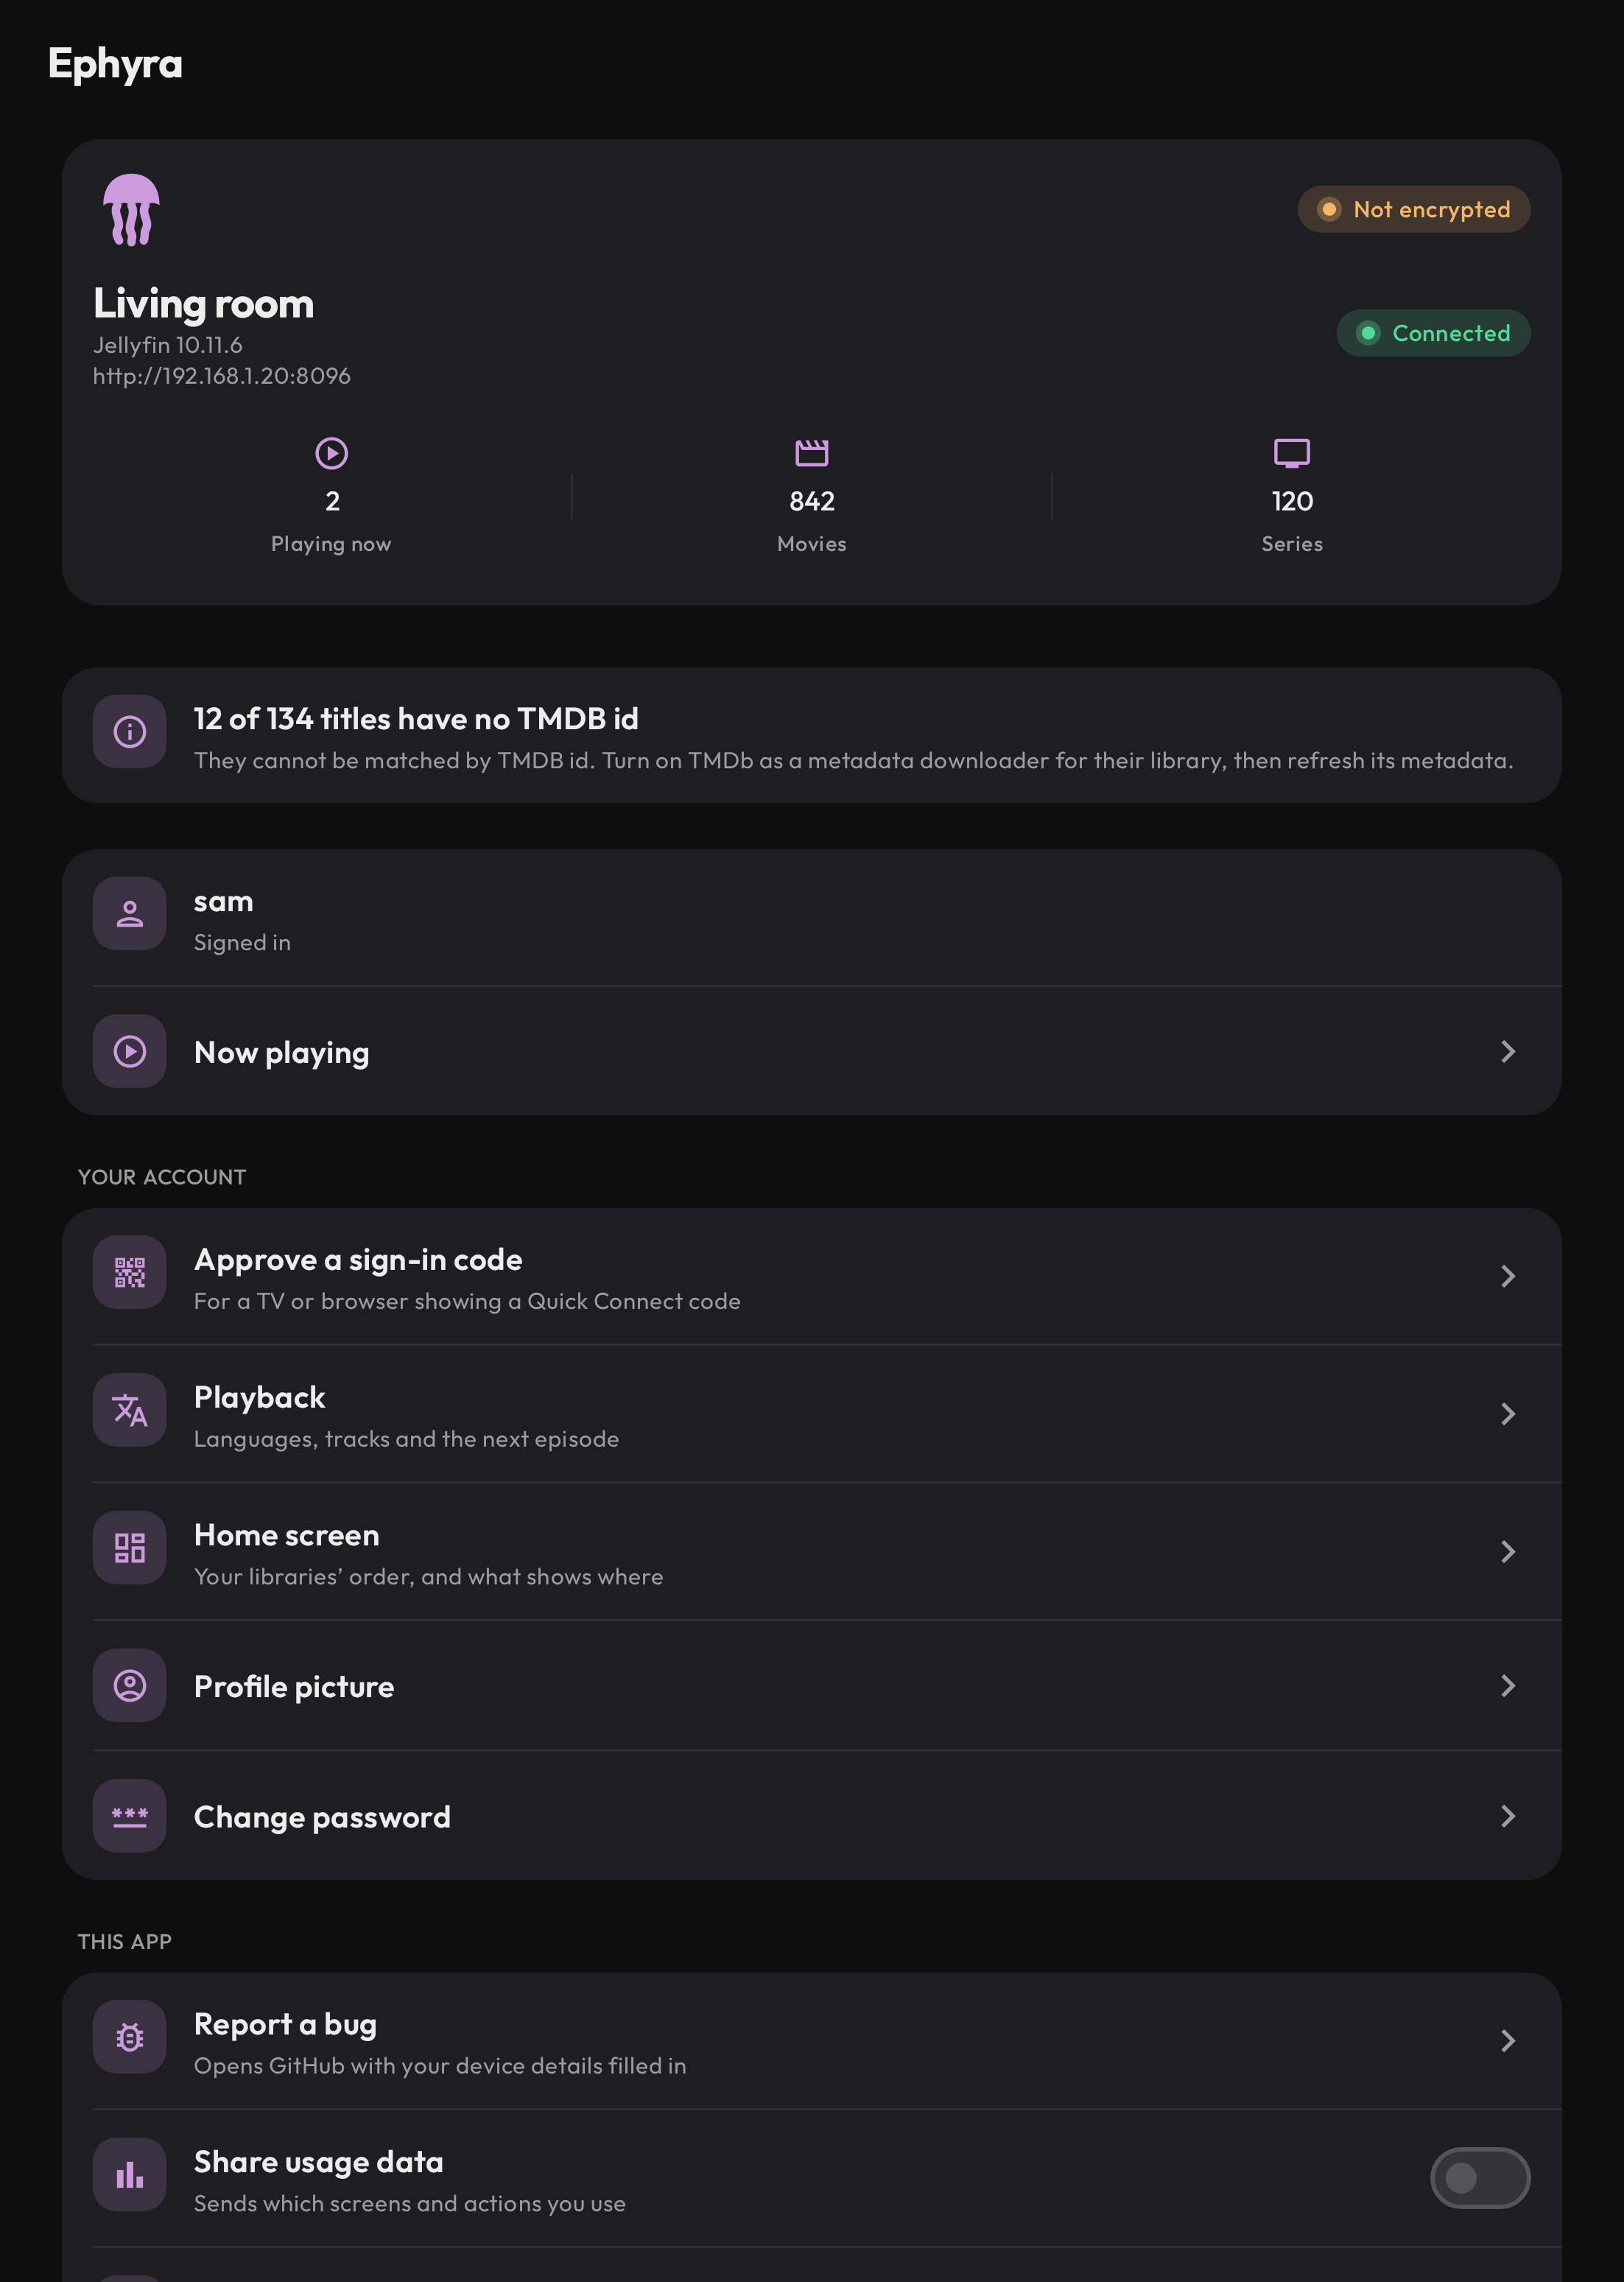 Ephyra
Not encrypted
Living room
Jellyfin 10.11.6
http://192.168.1.20:8096
Connected
2
Playing now
842
Movies
120
Series
12 of 134 titles have no TMDB id
They cannot be matched by TMDB id. Turn on TMDb as a metadata downloader for their library, then refresh its metadata.
sam
Signed in
Now playing
YOUR ACCOUNT
Approve a sign-in code
For a TV or browser showing a Quick Connect code
Playback
Languages, tracks and the next episode
Home screen
Your libraries’ order, and what shows where
Profile picture
Change password
THIS APP
Report a bug
Opens GitHub with your device details filled in
Share usage data
Sends which screens and actions you use